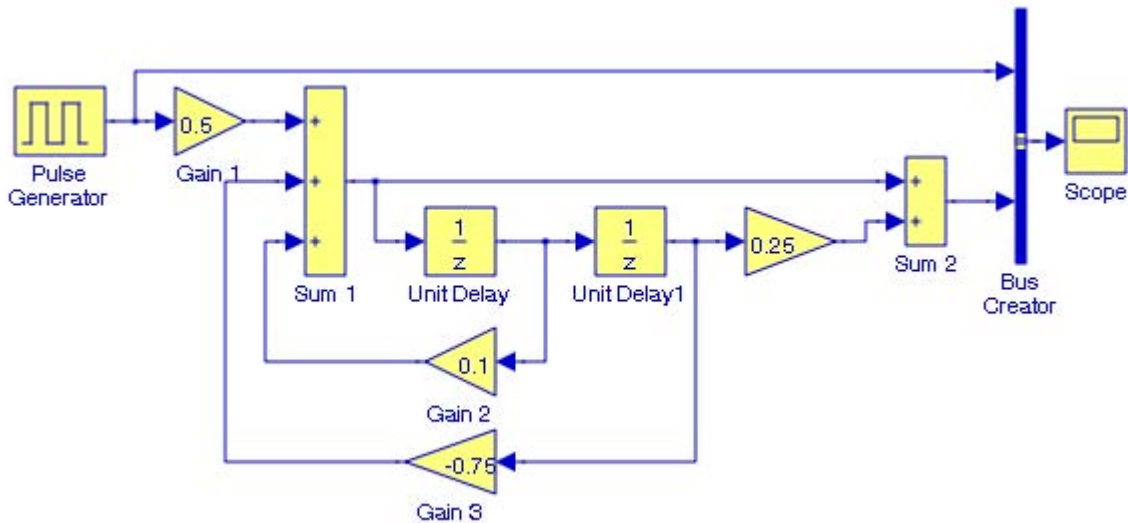 Pulse
Generator
0.5
Gain 1
+
+
+
Sum 1
1
z
Unit Delay
1
z
Unit Delay1
0.25
+
+
Sum 2
Bus
Creator
Scope
0.1
Gain 2
-0.75
Gain 3